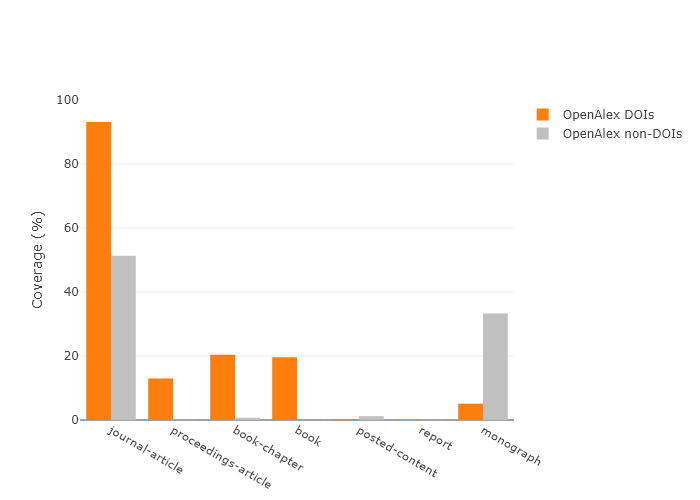 100
80
60
40
20
0
Coverage (%)
journal-article
proceedings-article
book-chapter
book
posted-content
report
monograph
OpenAlex DOIs
OpenAlex non-DOIs